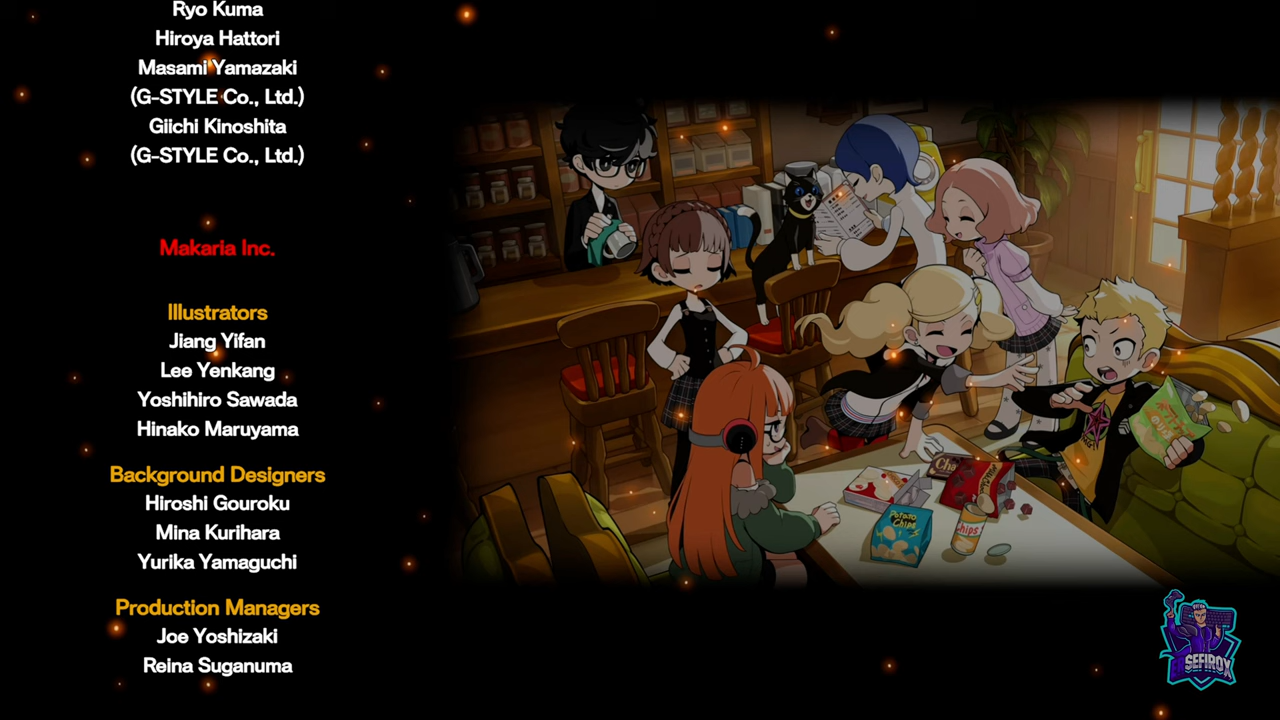 Ryo Kuma
Hiroya Hattori
Masami Yamazaki
(G-STYLE Co., Ltd.)
Giichi Kinoshita
(G-STYLE Co., Ltd.)
Makaria Inc.
Illustrators
Jiang Yifan
Lee Yenkang
Yoshihiro Sawada
Hinako Maruyama
Background Designers
Hiroshi Gouroku
Mina Kurihara
Yurika Yamaguchi
Production Managers
Joe Yoshizaki
Reina Suganuma
Potato
Chips
Chips
SEFIROX